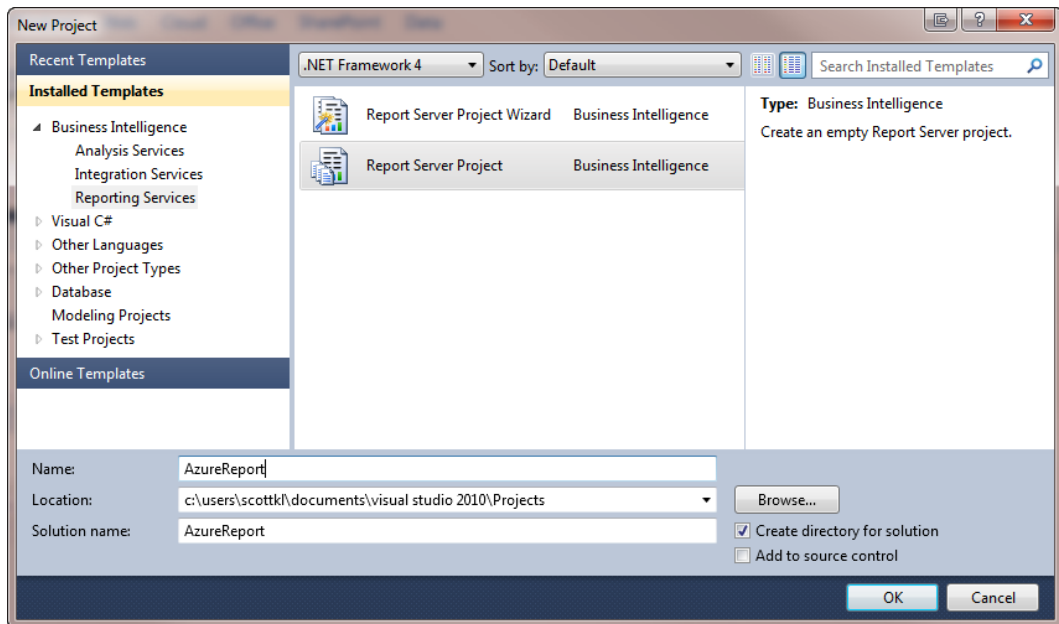 New Project
Recent Templates
Installed Templates
Business Intelligence
Analysis Services
Integration Services
Reporting Services
Visual C#
Other Languages
Other Project Types
Database
Modeling Projects
Test Projects
Online Templates
.NET Framework 4 Sort by: Default Search Installed Templates
Report Server Project Wizard Business Intelligence
Report Server Project Business Intelligence
Type: Business Intelligence
Create an empty Report Server project.
Name: AzureReport
Location: c:\users\scottkl\documents\visual studio 2010\Projects Browse...
Solution name: AzureReport Create directory for solution
Add to source control
OK Cancel